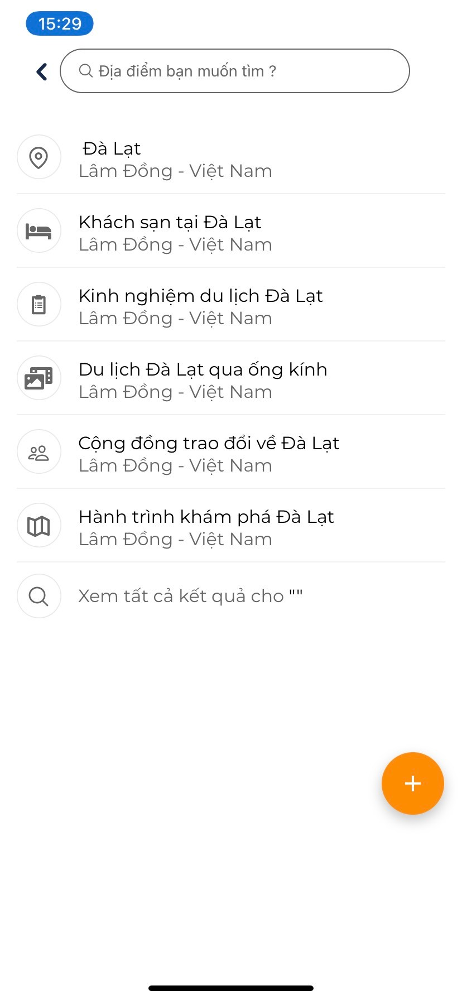 15:29
Địa điểm bạn muốn tìm ?
Đà Lạt
Lâm Đồng - Việt Nam
Khách sạn tại Đà Lạt
Lâm Đồng - Việt Nam
Kinh nghiệm du lịch Đà Lạt
Lâm Đồng - Việt Nam
Du lịch Đà Lạt qua ống kính
Lâm Đồng - Việt Nam
Cộng đồng trao đổi về Đà Lạt
Lâm Đồng - Việt Nam
Hành trình khám phá Đà Lạt
Lâm Đồng - Việt Nam
Xem tất cả kết quả cho ""